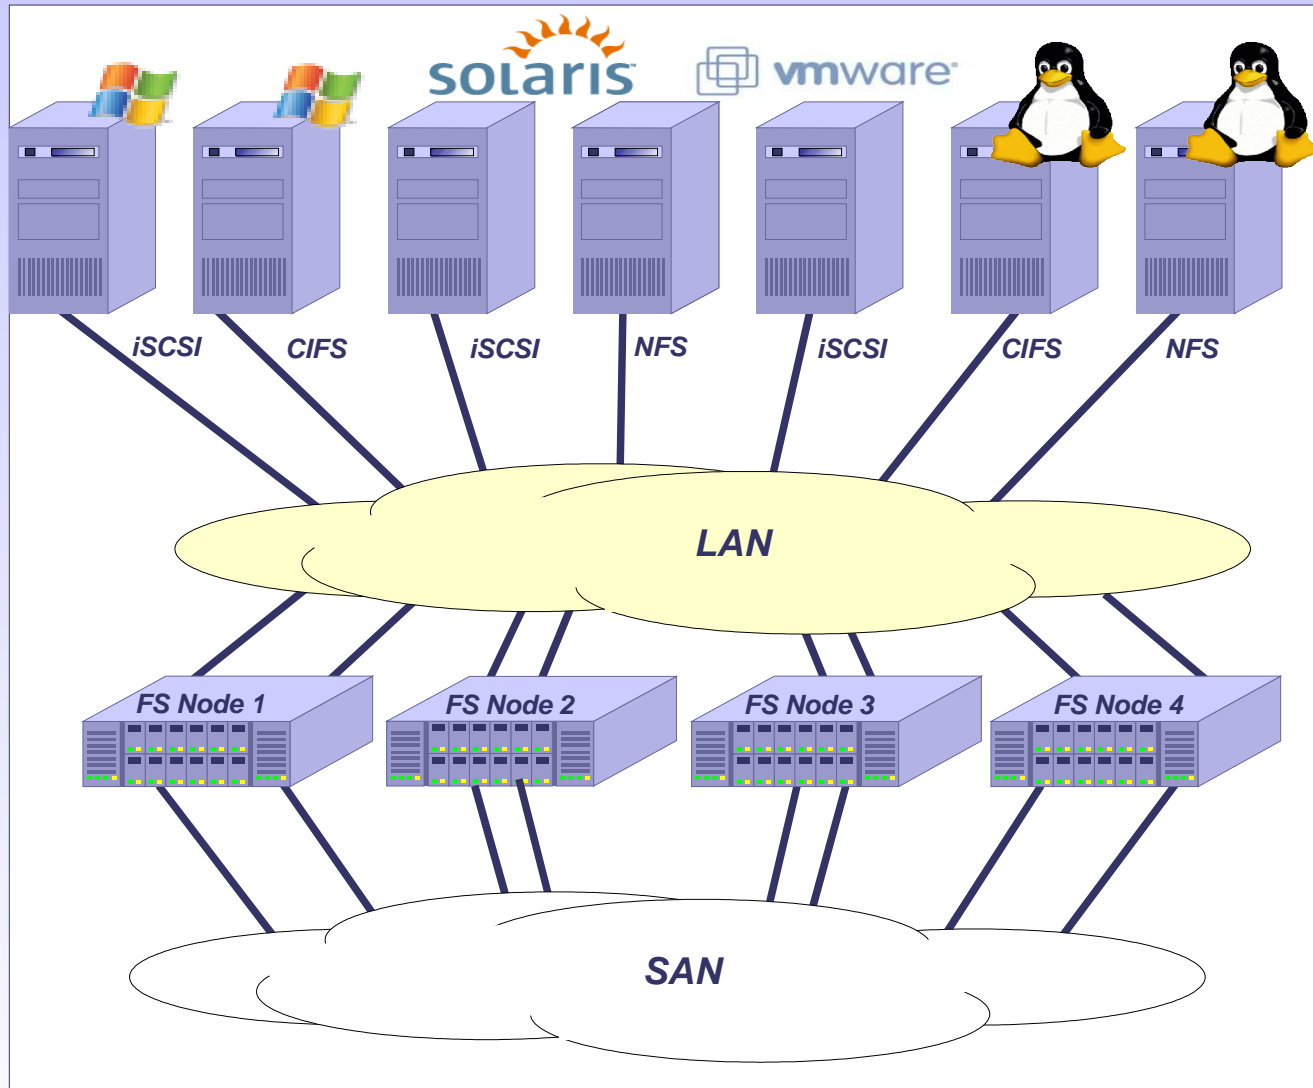 solaris
vmware
iSCSI
CIFS
iSCSI
NFS
iSCSI
CIFS
NFS
LAN
FS Node 1
FS Node 2
FS Node 3
FS Node 4
SAN